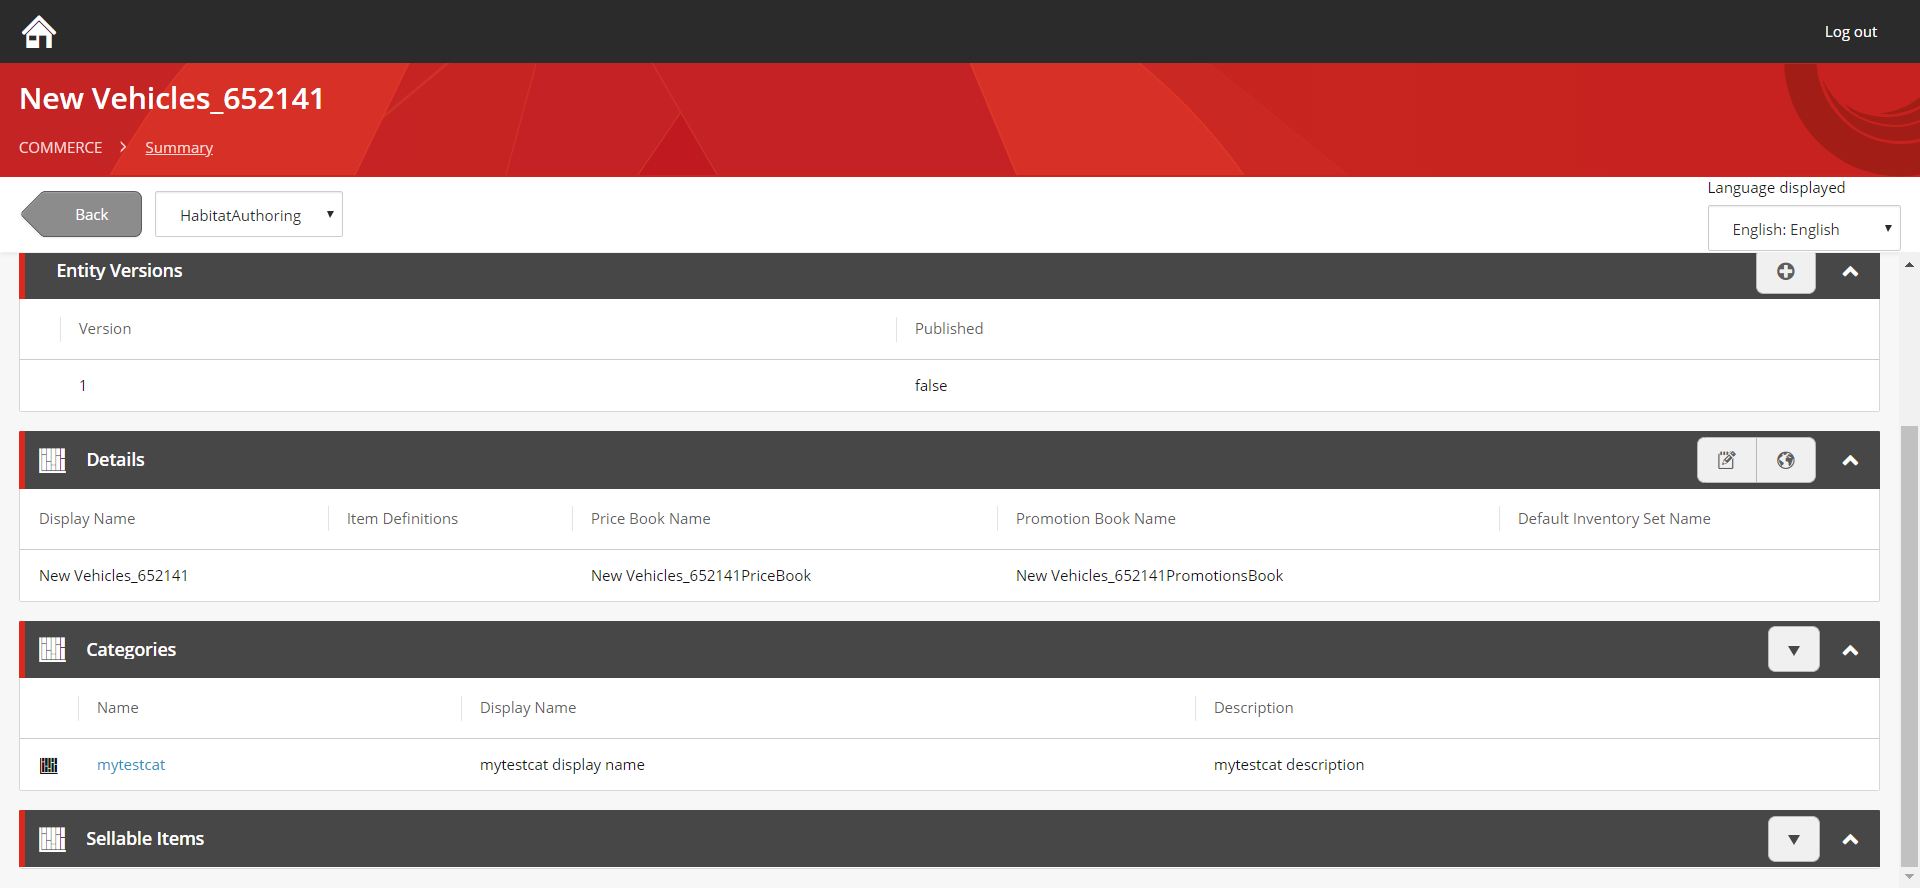 Log out
New Vehicles_652141
COMMERCE > Summary
Back HabitatAuthoring
Language displayed
English: English
Entity Versions
Version Published
1 false
Details
Display Name Item Definitions Price Book Name Promotion Book Name Default Inventory Set Name
New Vehicles_652141 New Vehicles_652141PriceBook New Vehicles_652141PromotionsBook
Categories
Name Display Name Description
mytestcat mytestcat display name mytestcat description
Sellable Items